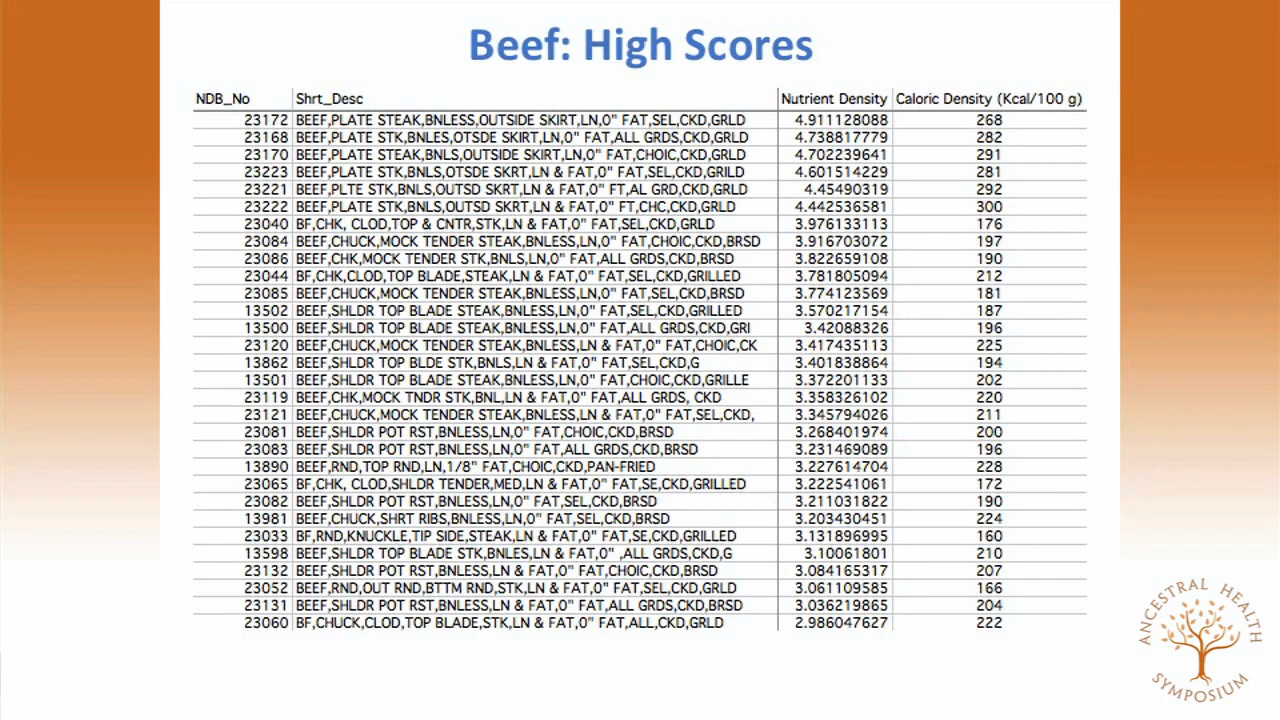 Beef: High Scores
NDB_No Shrt_Desc Nutrient Density Caloric Density (Kcal/100 g)
23172 BEEF,PLATE STEAK,BNLESS,OUTSIDE SKIRT,LN,0" FAT,SEL,CKD,GRLD 4.911128088 268
23168 BEEF,PLATE STK,BNLES,OTSDE SKIRT,LN,0" FAT,ALL GRDS,CKD,GRLD 4.738817779 282
23170 BEEF,PLATE STEAK,BNLS,OUTSIDE SKIRT,LN,0" FAT,CHOIC,CKD,GRLD 4.702239641 291
23223 BEEF,PLATE STK,BNLS,OTSDE SKRT,LN & FAT,0" FAT,SEL,CKD,GRILD 4.601514229 281
23221 BEEF,PLTE STK,BNLS,OUTSD SKRT,LN & FAT,0" FT,AL GRD,CKD,GRLD 4.45490319 292
23222 BEEF,PLATE STK,BNLS,OUTSD SKRT,LN & FAT,0" FT,CHC,CKD,GRLD 4.442536581 300
23040 BF,CHK, CLOD,TOP & CNTR,STK,LN & FAT,0" FAT,SEL,CKD,GRLD 3.976133113 176
23084 BEEF,CHUCK,MOCK TENDER STEAK,BNLESS,LN,0" FAT,CHOIC,CKD,BRSD 3.916703072 197
23086 BEEF,CHK,MOCK TENDER STK,BNLS,LN,0" FAT,ALL GRDS,CKD,BRSD 3.822659108 190
23044 BF,CHK,CLOD,TOP BLADE,STEAK,LN & FAT,0" FAT,SEL,CKD,GRILLED 3.781805094 212
23085 BEEF,CHUCK,MOCK TENDER STEAK,BNLESS,LN,0" FAT,SEL,CKD,BRSD 3.774123569 181
13502 BEEF,SHLDR TOP BLADE STEAK,BNLESS,LN,0" FAT,SEL,CKD,GRILLED 3.570217154 187
13500 BEEF,SHLDR TOP BLADE STEAK,BNLESS,LN,0" FAT,ALL GRDS,CKD,GRI 3.42088326 196
23120 BEEF,CHUCK,MOCK TENDER STEAK,BNLESS,LN & FAT,0" FAT,CHOIC,CK 3.417435113 225
13862 BEEF,SHLDR TOP BLDE STK,BNLS,LN & FAT,0" FAT,SEL,CKD,G 3.401838864 194
13501 BEEF,SHLDR TOP BLADE STEAK,BNLESS,LN,0" FAT,CHOIC,CKD,GRILLE 3.372201133 202
23119 BEEF,CHK,MOCK TNDR STK,BNL,LN & FAT,0" FAT,ALL GRDS, CKD 3.358326102 220
23121 BEEF,CHUCK,MOCK TENDER STEAK,BNLESS,LN & FAT,0" FAT,SEL,CKD, 3.345794026 211
23081 BEEF,SHLDR POT RST,BNLESS,LN,0" FAT,CHOIC,CKD,BRSD 3.268401974 200
23083 BEEF,SHLDR POT RST,BNLESS,LN,0" FAT,ALL GRDS,CKD,BRSD 3.231469089 196
13890 BEEF,RND,TOP RND,LN,1/8" FAT,CHOIC,CKD,PAN-FRIED 3.227614704 228
23065 BF,CHK, CLOD,SHLDR TENDER,MED,LN & FAT,0" FAT,SE,CKD,GRILLED 3.222541061 172
23082 BEEF,SHLDR POT RST,BNLESS,LN,0" FAT,SEL,CKD,BRSD 3.211031822 190
13981 BEEF,CHUCK,SHRT RIBS,BNLESS,LN,0" FAT,SEL,CKD,BRSD 3.203430451 224
23033 BF,RND,KNUCKLE,TIP SIDE,STEAK,LN & FAT,0" FAT,SE,CKD,GRILLED 3.131896995 160
13598 BEEF,SHLDR TOP BLADE STK,BNLES,LN & FAT,0" ,ALL GRDS,CKD,G 3.10061801 210
23132 BEEF,SHLDR POT RST,BNLESS,LN & FAT,0" FAT,CHOIC,CKD,BRSD 3.084165317 207
23052 BEEF,RND,OUT RND,BTTM RND,STK,LN & FAT,0" FAT,SEL,CKD,GRLD 3.061109585 166
23131 BEEF,SHLDR POT RST,BNLESS,LN & FAT,0" FAT,ALL GRDS,CKD,BRSD 3.036219865 204
23060 BF,CHUCK,CLOD,TOP BLADE,STK,LN & FAT,0" FAT,ALL,CKD,GRLD 2.986047627 222
ANCESTRAL HEALTH
SYMPOSIUM